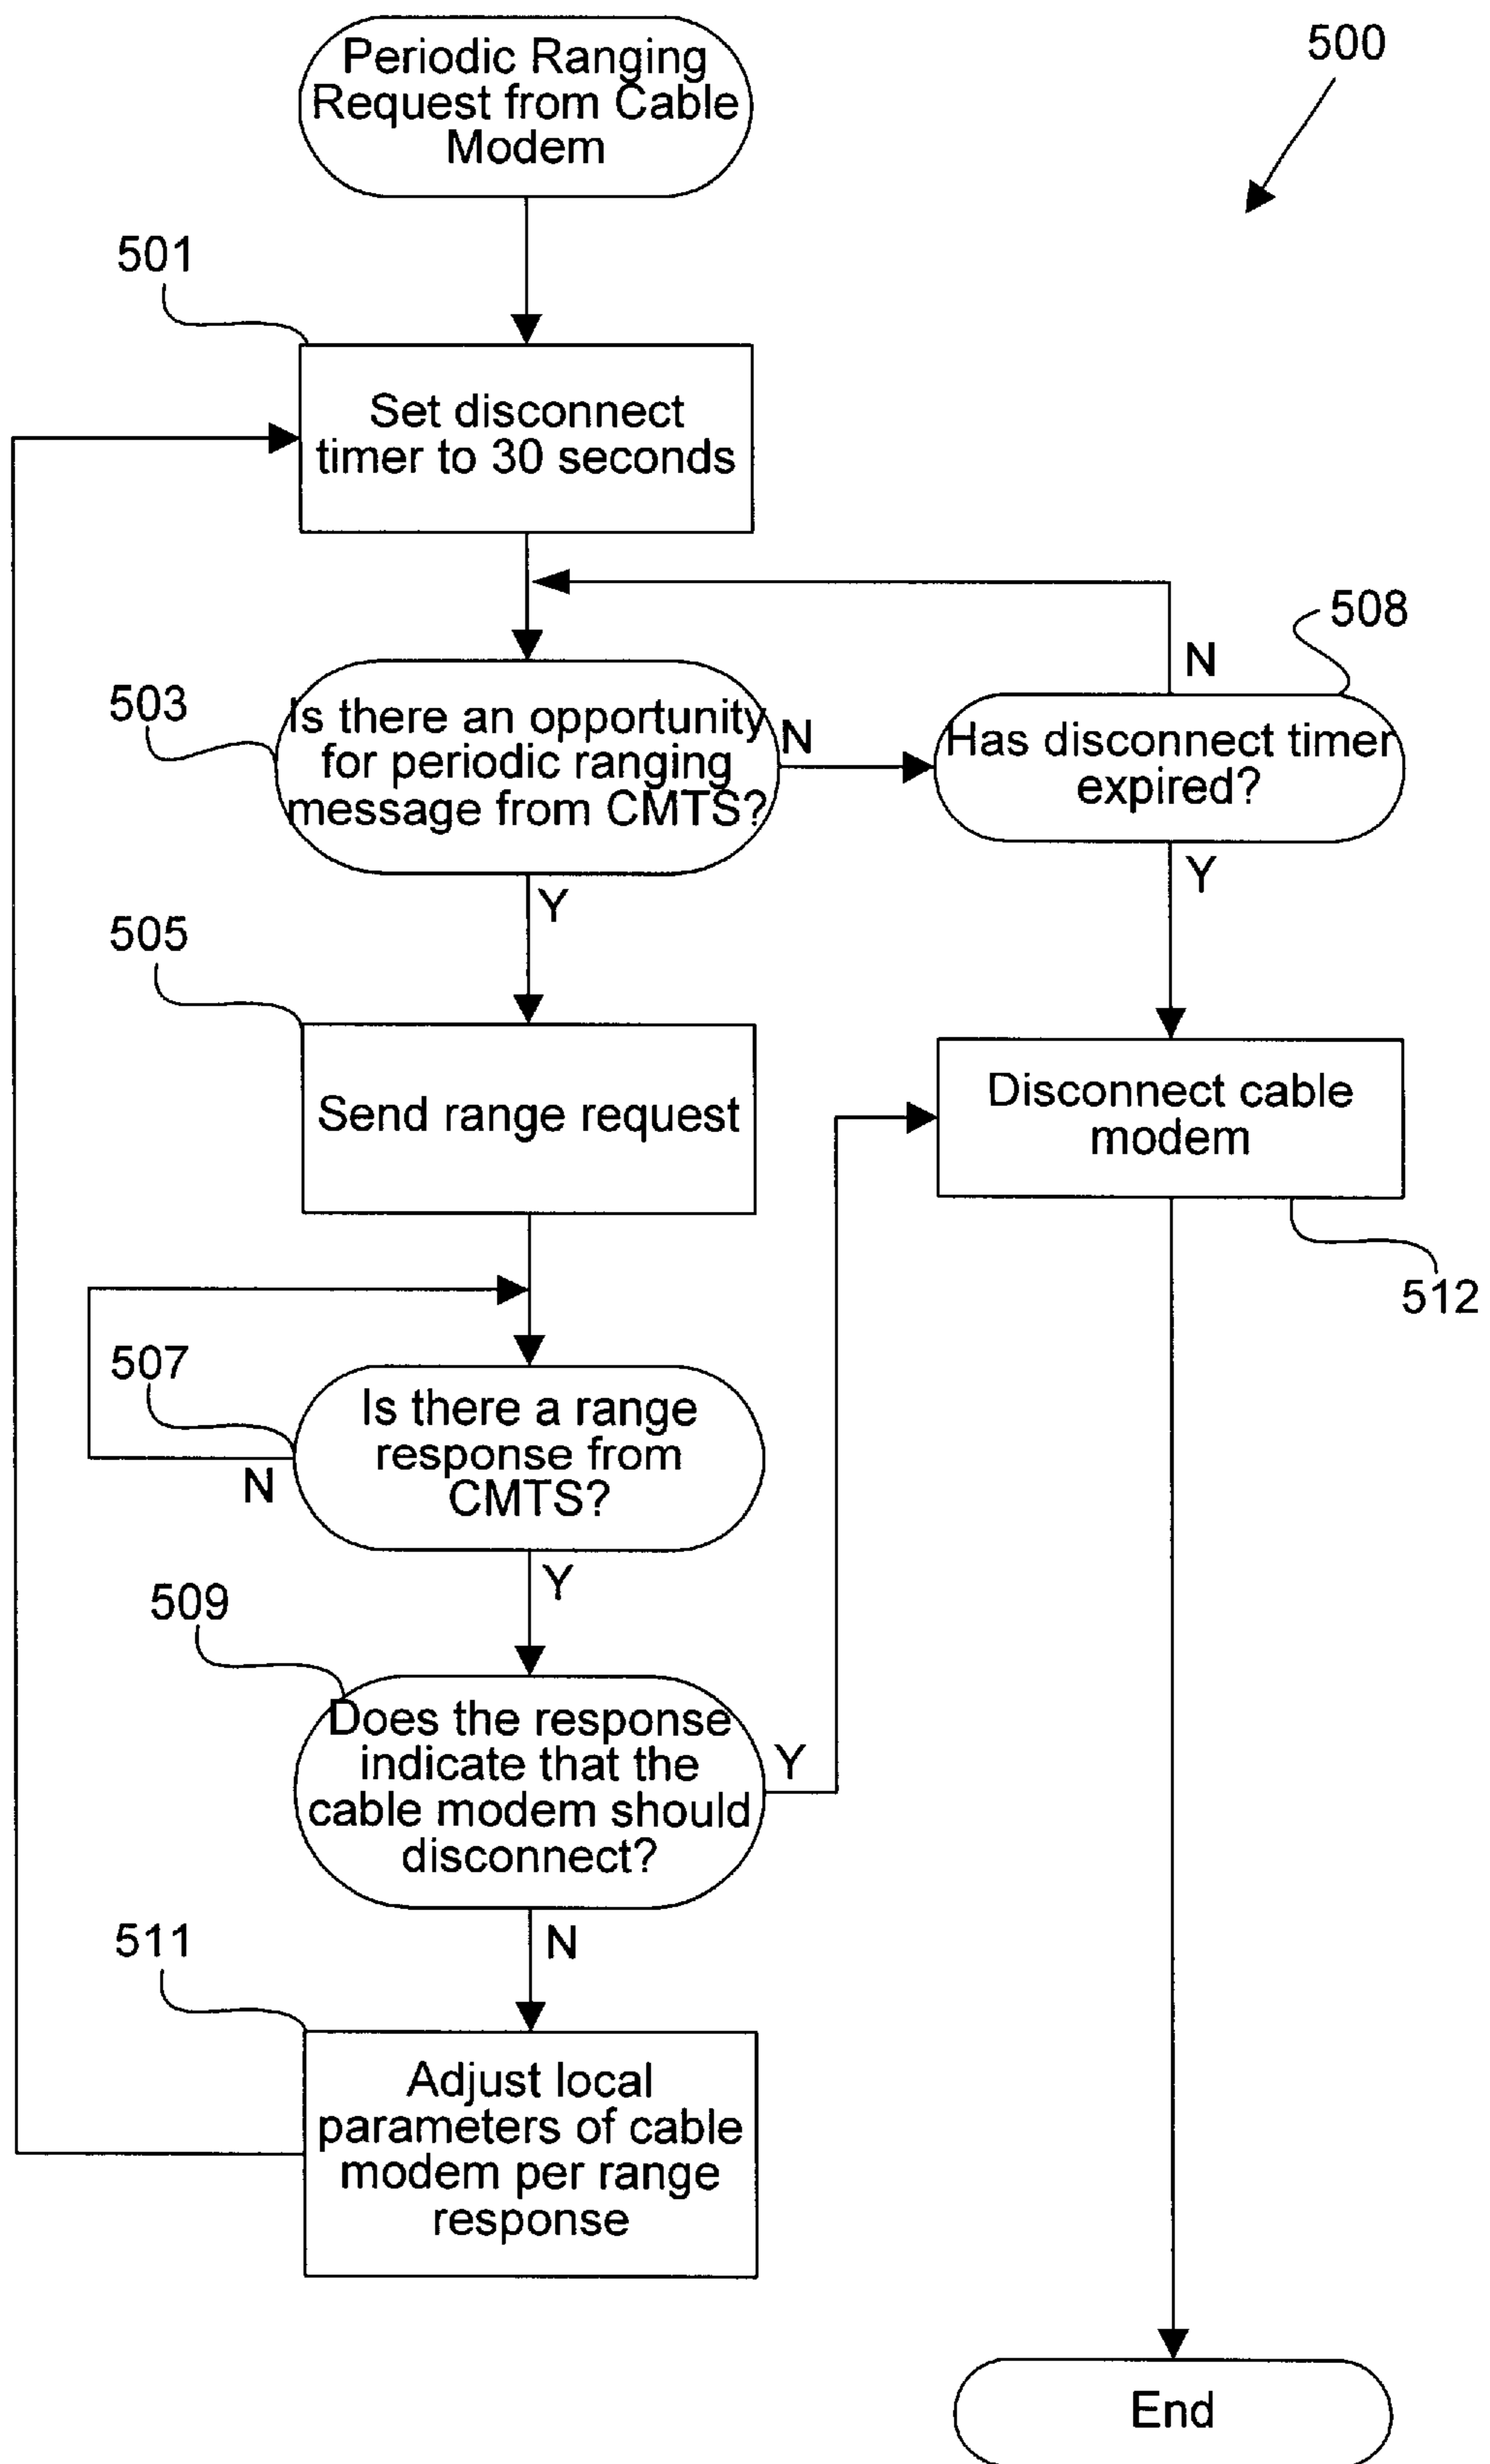 Periodic Ranging
Request from Cable
Modem
500
501
Set disconnect
timer to 30 seconds
503
Is there an opportunity
for periodic ranging
message from CMTS?
N
508
N
Has disconnect timer
expired?
Y
Y
505
Send range request
Disconnect cable
modem
512
507
Is there a range
response from
CMTS?
N
Y
509
Does the response
indicate that the
cable modem should
disconnect?
Y
N
511
Adjust local
parameters of cable
modem per range
response
End